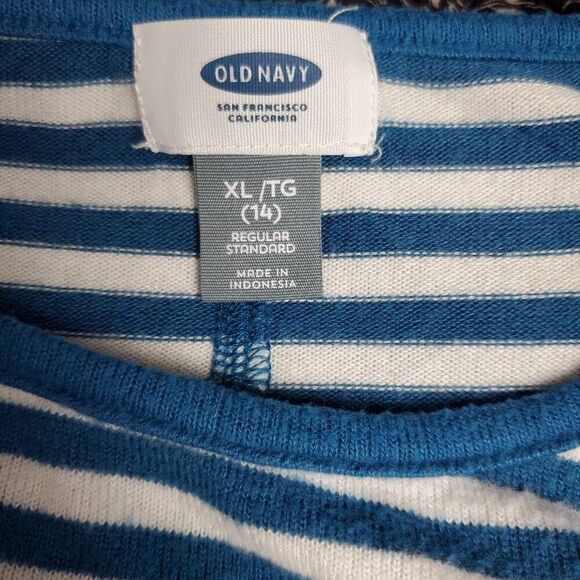 OLD NAVY
SAN FRANCISCO
CALIFORNIA
XL/TG
(14)
REGULAR
STANDARD
MADE IN
INDONESIA